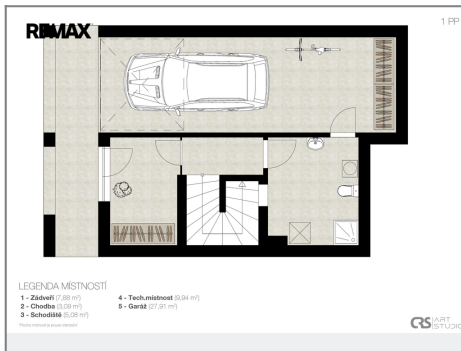 RE/MAX
1 PP
LEGENDA MÍSTNOSTÍ
1 - Zádveří (7,88 m²)
2 - Chodba (3,09 m²)
3 - Schodiště (5,08 m²)
4 - Tech.místnost (9,94 m²)
5 - Garáž (27,91 m²)
CRS ART STUDIO